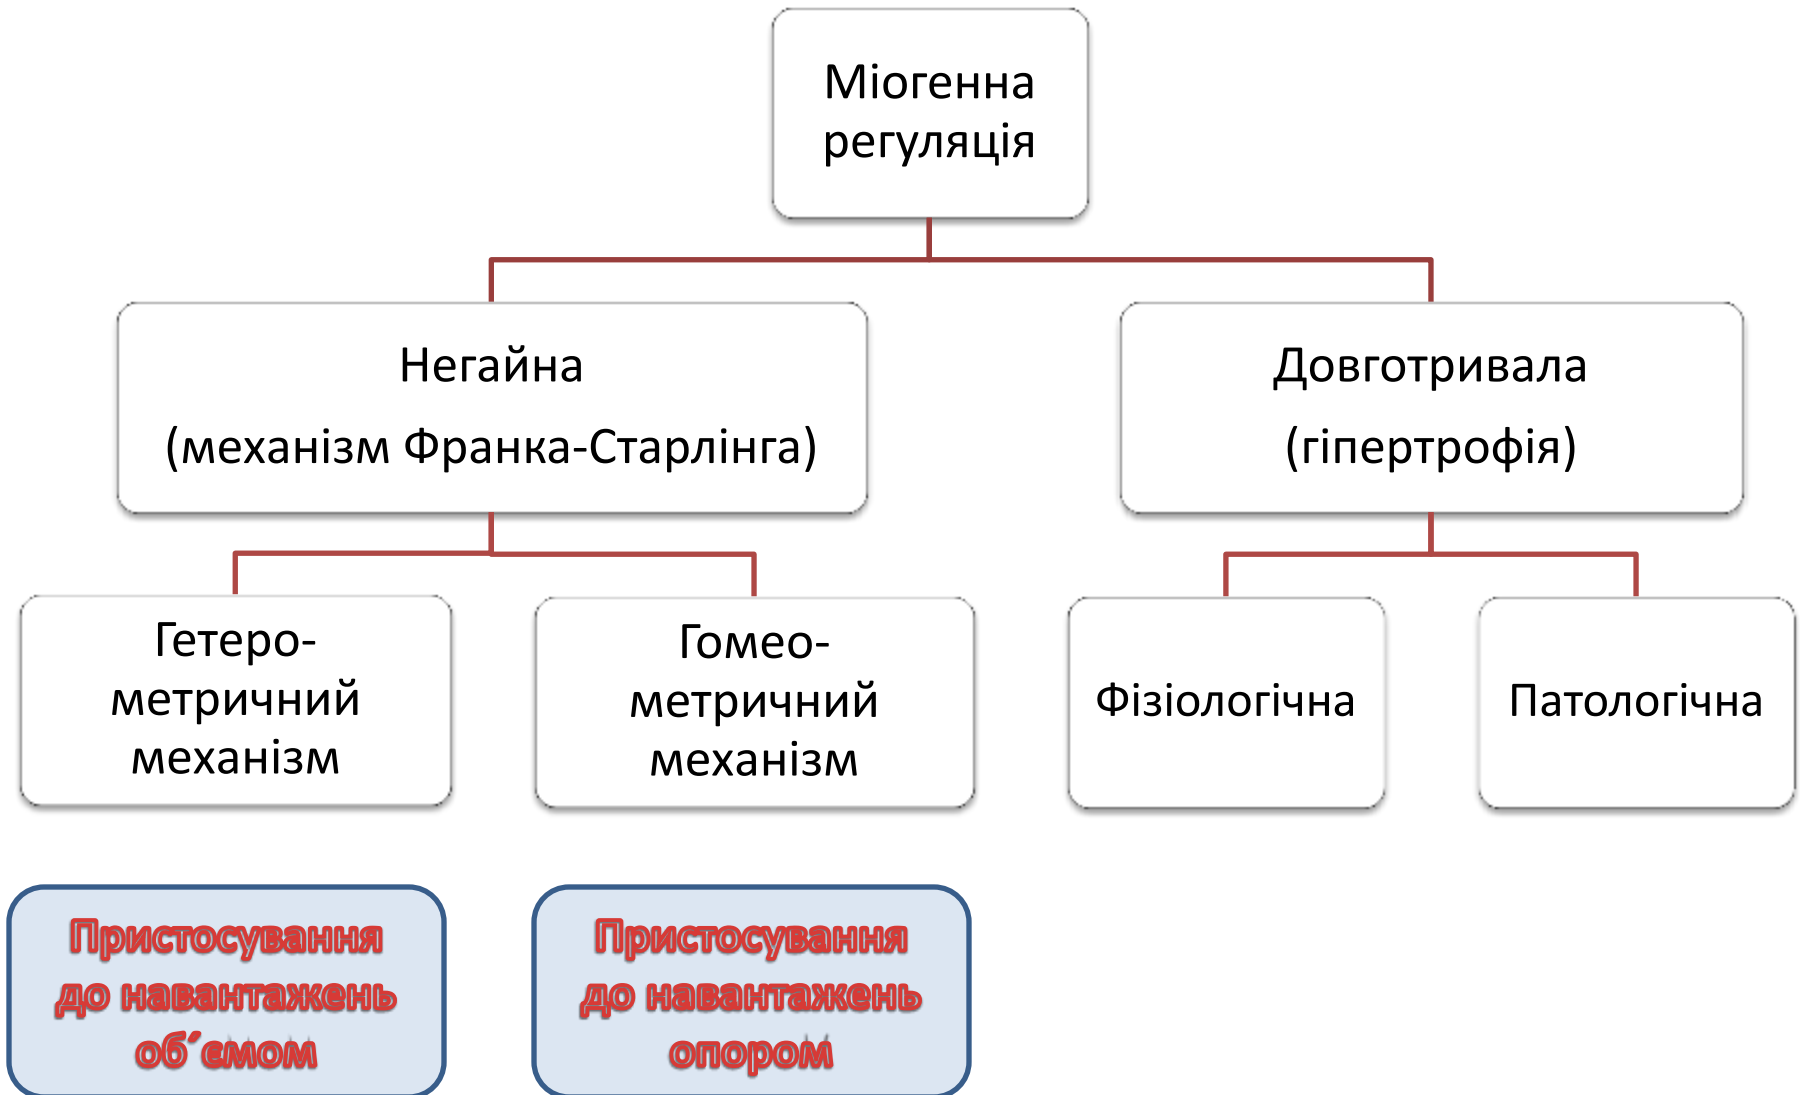 Міогенна
регуляція
Негайна
(механізм Франка-Старлінга)
Довготривала
(гіпертрофія)
Гетеро-
метричний
механізм
Гомео-
метричний
механізм
Фізіологічна
Патологічна
Пристосування
до навантажень
об´ємом
Пристосування
до навантажень
опором